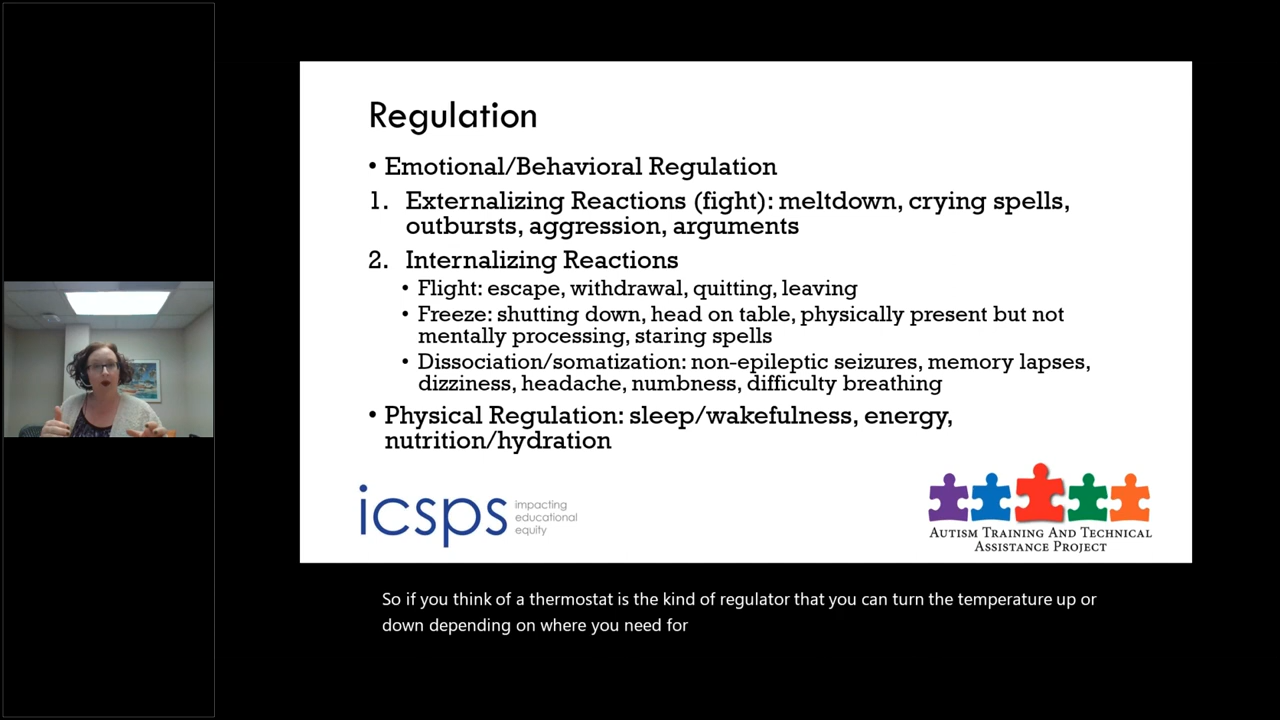 Regulation
• Emotional/Behavioral Regulation
1. Externalizing Reactions (fight): meltdown, crying spells,
outbursts, aggression, arguments
2. Internalizing Reactions
• Flight: escape, withdrawal, quitting, leaving
• Freeze: shutting down, head on table, physically present but not
mentally processing, staring spells
• Dissociation/somatization: non-epileptic seizures, memory lapses,
dizziness, headache, numbness, difficulty breathing
• Physical Regulation: sleep/wakefulness, energy,
nutrition/hydration
icsps
impacting
educational
equity
Autism Training And Technical
Assistance Project
So if you think of a thermostat is the kind of regulator that you can turn the temperature up or
down depending on where you need for